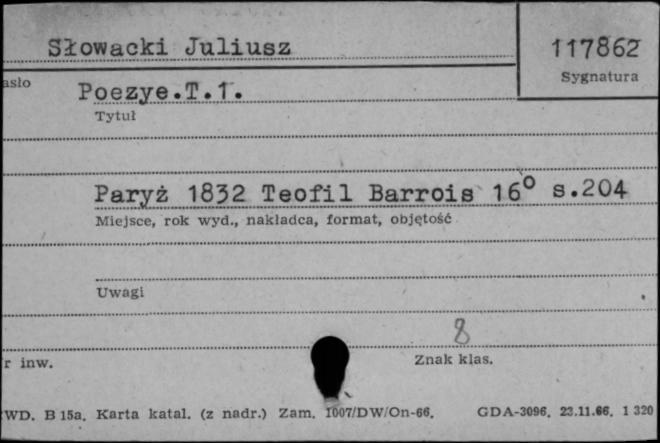 Słowacki Juliusz
117862
asło
Sygnatura
Poezye.T.1.
Tytuł
Paryż 1832 Teofil Barrois 16° s.204
Miejsce, rok wyd., nakładca, format, objętość
Uwagi
8
r inw.
Znak klas.
WD. B 15a. Karta katal. (z nadr.) Zam. 1007/DW/On-66. GDA-3096. 23.11.66. 1 320